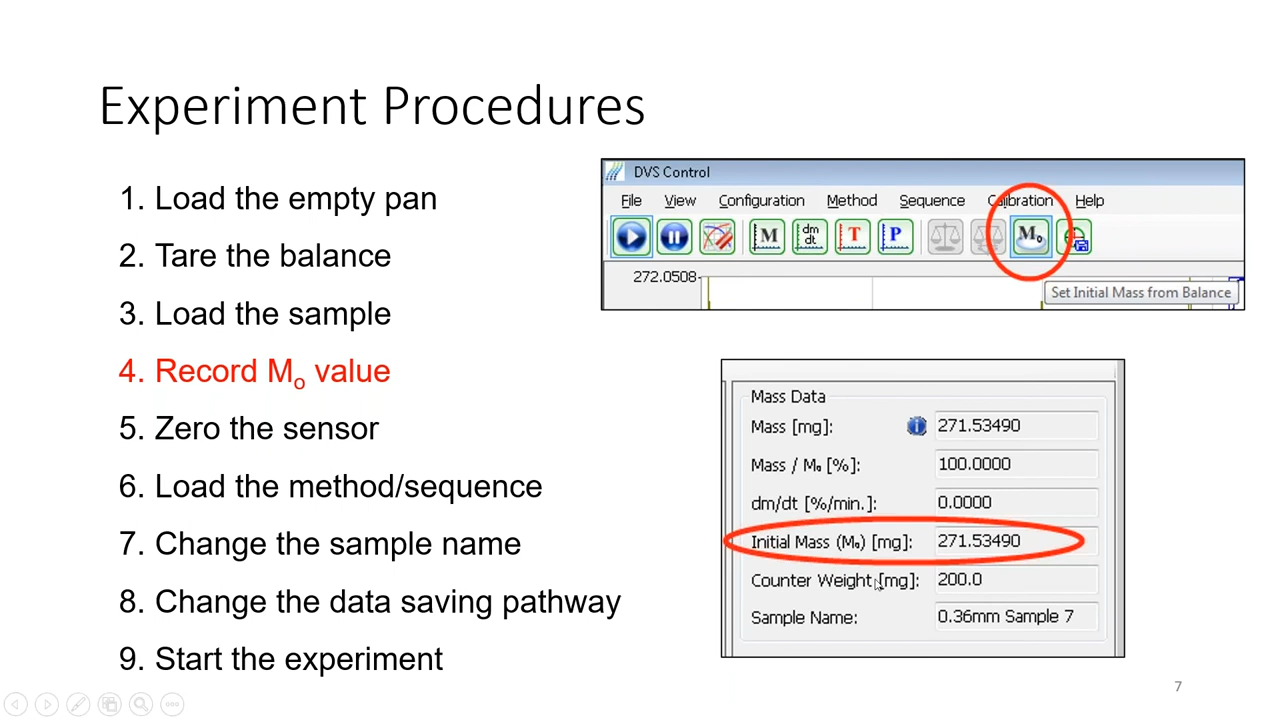 Experiment Procedures
1. Load the empty pan
2. Tare the balance
3. Load the sample
4. Record Mo value
5. Zero the sensor
6. Load the method/sequence
7. Change the sample name
8. Change the data saving pathway
9. Start the experiment
DVS Control
File View Configuration Method Sequence Calibration Help
M dm/dt T P M₀
272.0508
Set Initial Mass from Balance
Mass Data
Mass [mg]: 271.53490
Mass / M₀ [%]: 100.0000
dm/dt [%/min.]: 0.0000
Initial Mass (M₀) [mg]: 271.53490
Counter Weight [mg]: 200.0
Sample Name: 0.36mm Sample 7
7